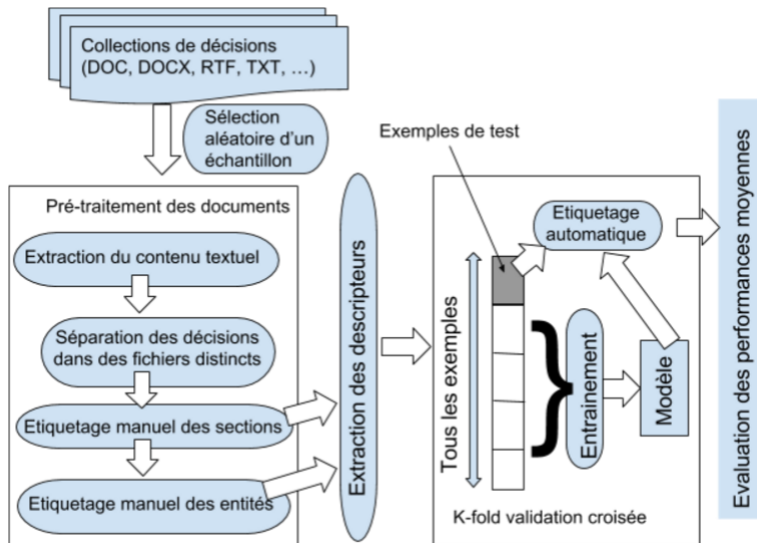 Collections de décisions
(DOC, DOCX, RTF, TXT, …)
Sélection
aléatoire d'un
échantillon
Pré-traitement des documents
Extraction du contenu textuel
Séparation des décisions
dans des fichiers distincts
Etiquetage manuel des sections
Etiquetage manuel des entités
Extraction des descripteurs
Exemples de test
Etiquetage
automatique
Tous les exemples
Entrainement
Modèle
K-fold validation croisée
Evaluation des performances moyennes